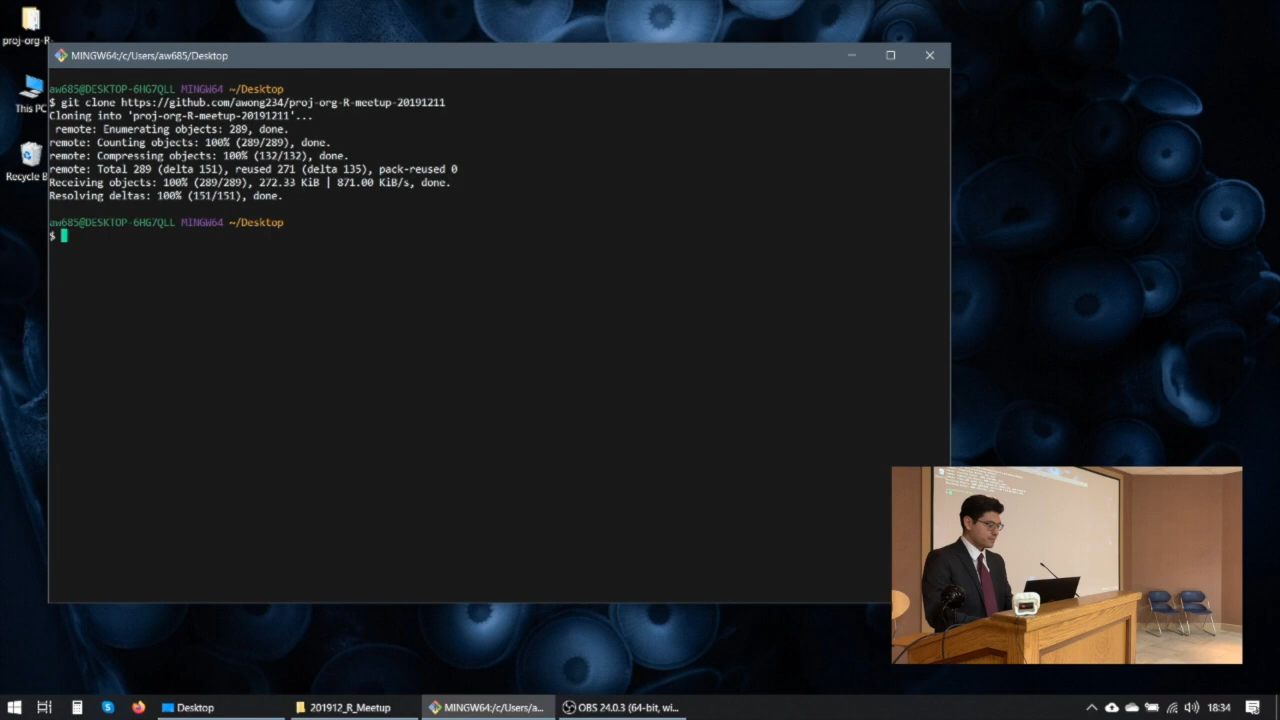 proj-org-R-
This PC
Recycle B
MINGW64:/c/Users/aw685/Desktop
aw685@DESKTOP-6HG7QLL MINGW64 ~/Desktop
$ git clone https://github.com/awong234/proj-org-R-meetup-20191211
Cloning into 'proj-org-R-meetup-20191211'...
remote: Enumerating objects: 289, done.
remote: Counting objects: 100% (289/289), done.
remote: Compressing objects: 100% (132/132), done.
remote: Total 289 (delta 151), reused 271 (delta 135), pack-reused 0
Receiving objects: 100% (289/289), 272.33 KiB | 871.00 KiB/s, done.
Resolving deltas: 100% (151/151), done.
aw685@DESKTOP-6HG7QLL MINGW64 ~/Desktop
$
Desktop
201912_R_Meetup
MINGW64:/c/Users/a...
OBS 24.0.3 (64-bit, wi...
18:34